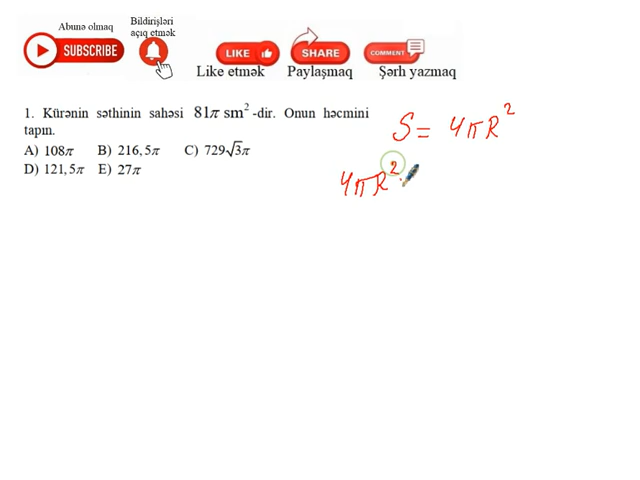 Abunə olmaq
Bildirişləri
açıq etmək
SUBSCRIBE
LIKE
SHARE
COMMENT
Like etmək Paylaşmaq Şərh yazmaq
1. Kürənin səthinin sahəsi 81π sm²-dir. Onun həcmini
tapın.
A) 108π B) 216,5π C) 729√3π
D) 121,5π E) 27π
S = 4πR²
4πR²